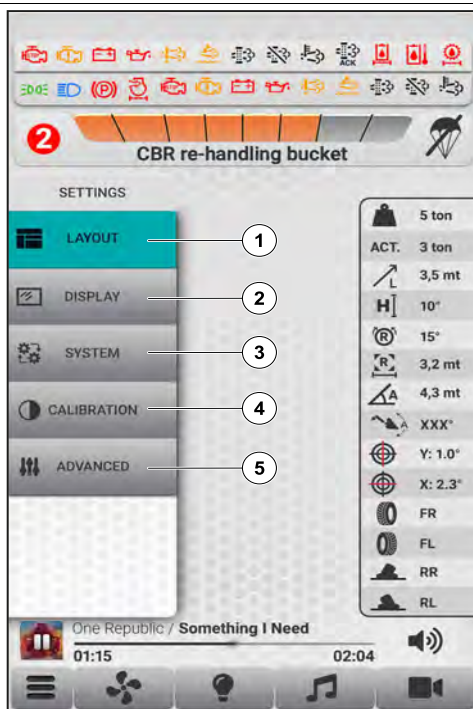 STOP
ACK
STOP
2
CBR re-handling bucket
SETTINGS
LAYOUT 1
DISPLAY 2
SYSTEM 3
CALIBRATION 4
ADVANCED 5
5 ton
ACT. 3 ton
L 3,5 mt
H 10°
R 15°
R 3,2 mt
A 4,3 mt
A XXX°
Y: 1.0°
X: 2.3°
FR
FL
RR
RL
One Republic / Something I Need
01:15 02:04